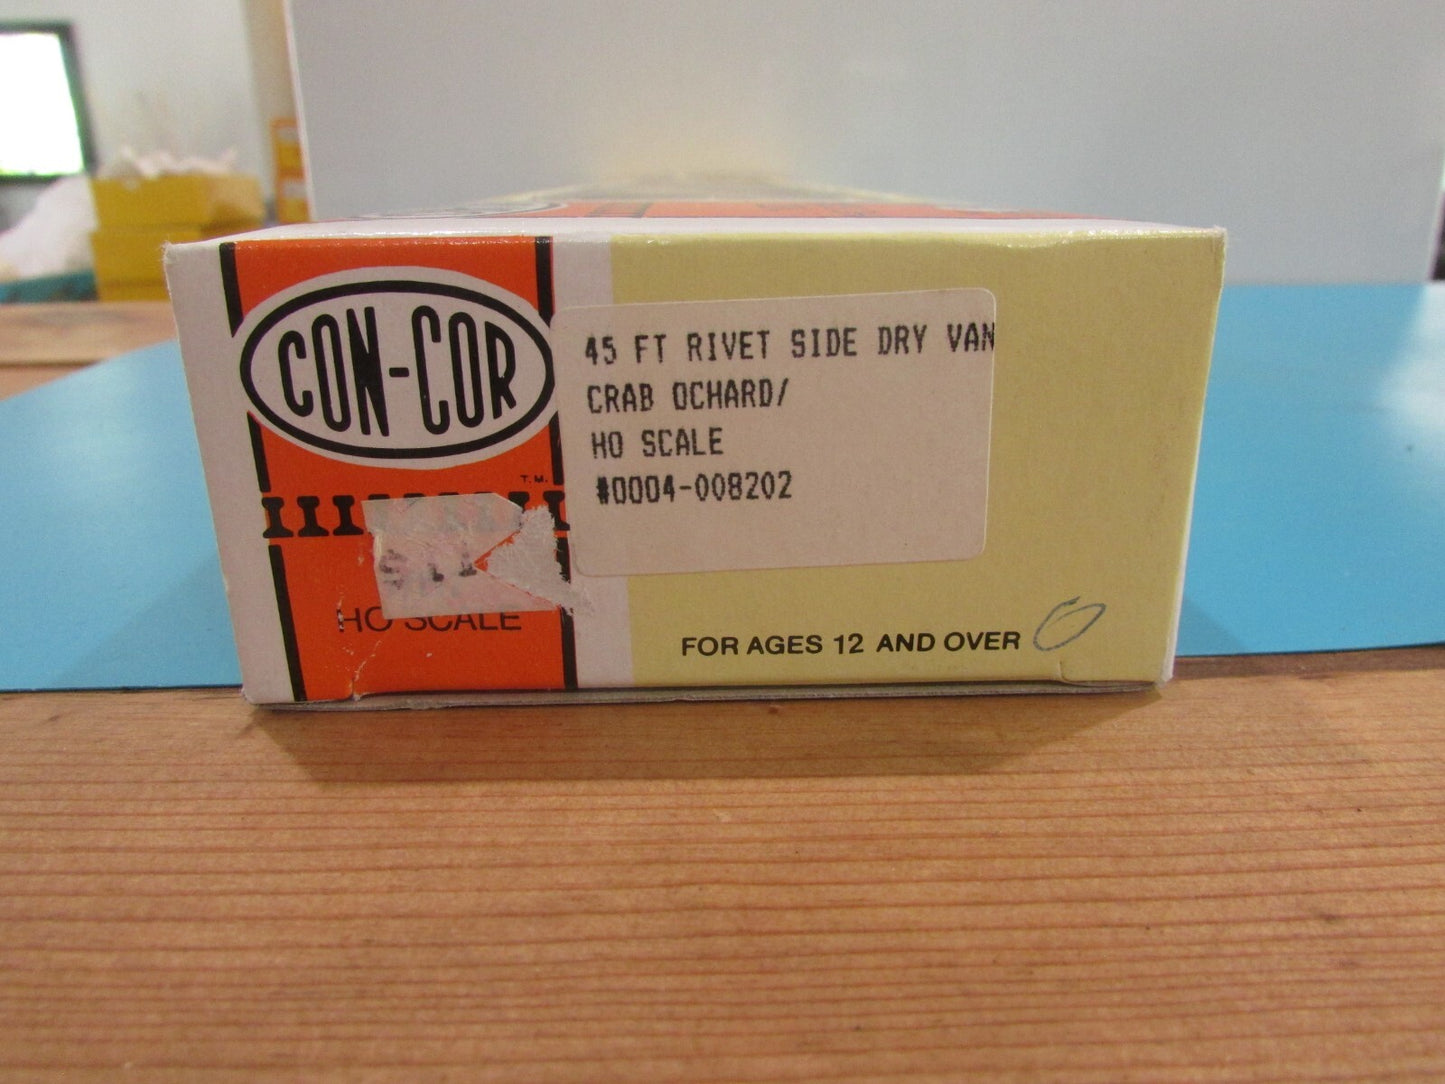 CON-COR
T.M.
45 FT RIVET SIDE DRY VAN
CRAB OCHARD/
HO SCALE
#0004-008202
HO SCALE
FOR AGES 12 AND OVER